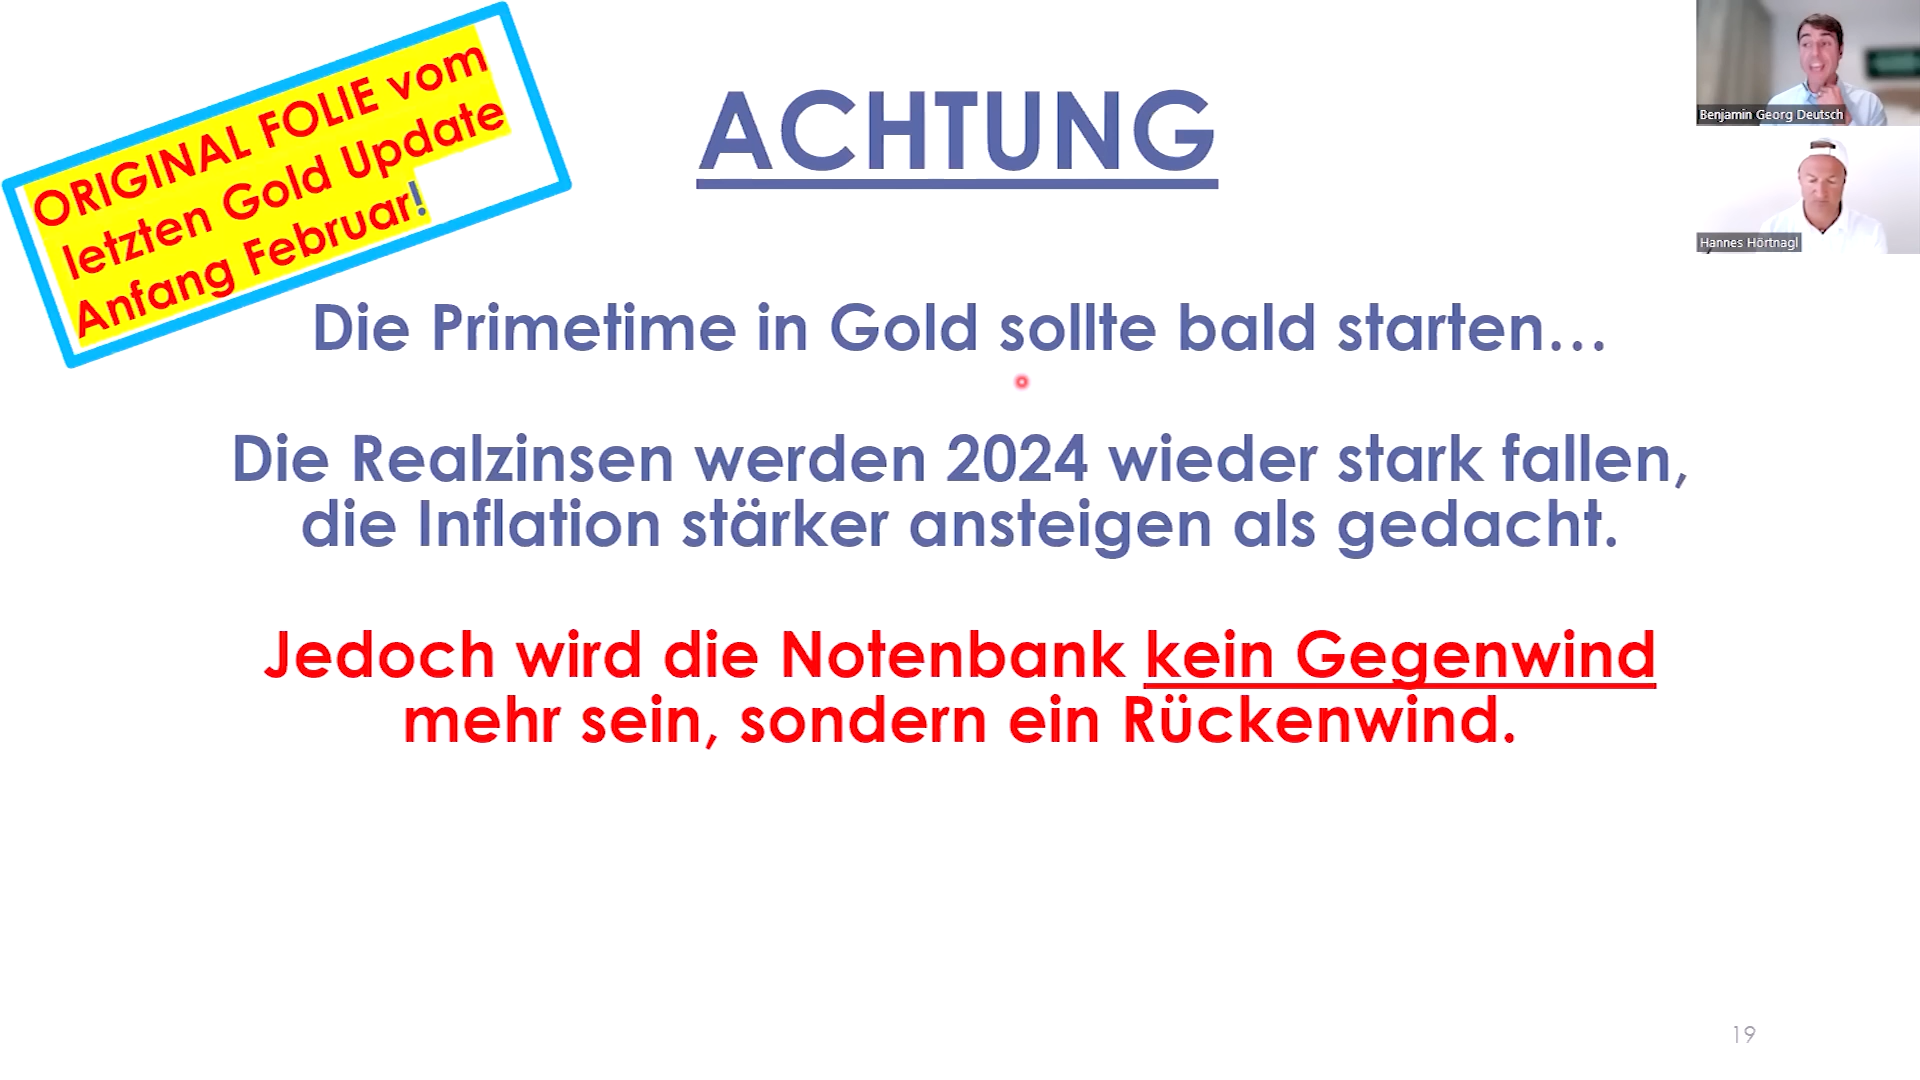 ORIGINAL FOLIE vom
letzten Gold Update
Anfang Februar!
ACHTUNG
Benjamin Georg Deutsch
Hannes Hörtnagl
Die Primetime in Gold sollte bald starten…
Die Realzinsen werden 2024 wieder stark fallen,
die Inflation stärker ansteigen als gedacht.
Jedoch wird die Notenbank kein Gegenwind
mehr sein, sondern ein Rückenwind.
19